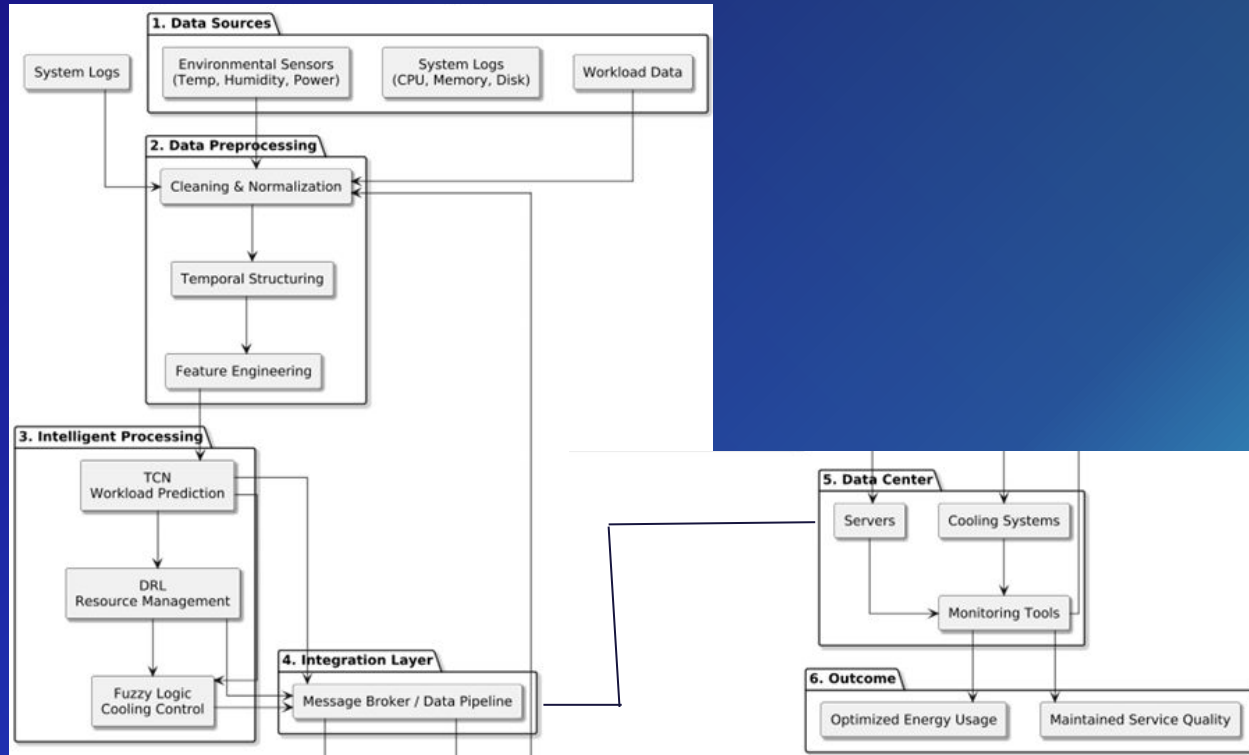 1. Data Sources
System Logs
Environmental Sensors
(Temp, Humidity, Power)
System Logs
(CPU, Memory, Disk)
Workload Data
2. Data Preprocessing
Cleaning & Normalization
Temporal Structuring
Feature Engineering
3. Intelligent Processing
TCN
Workload Prediction
DRL
Resource Management
Fuzzy Logic
Cooling Control
4. Integration Layer
Message Broker / Data Pipeline
5. Data Center
Servers
Cooling Systems
Monitoring Tools
6. Outcome
Optimized Energy Usage
Maintained Service Quality